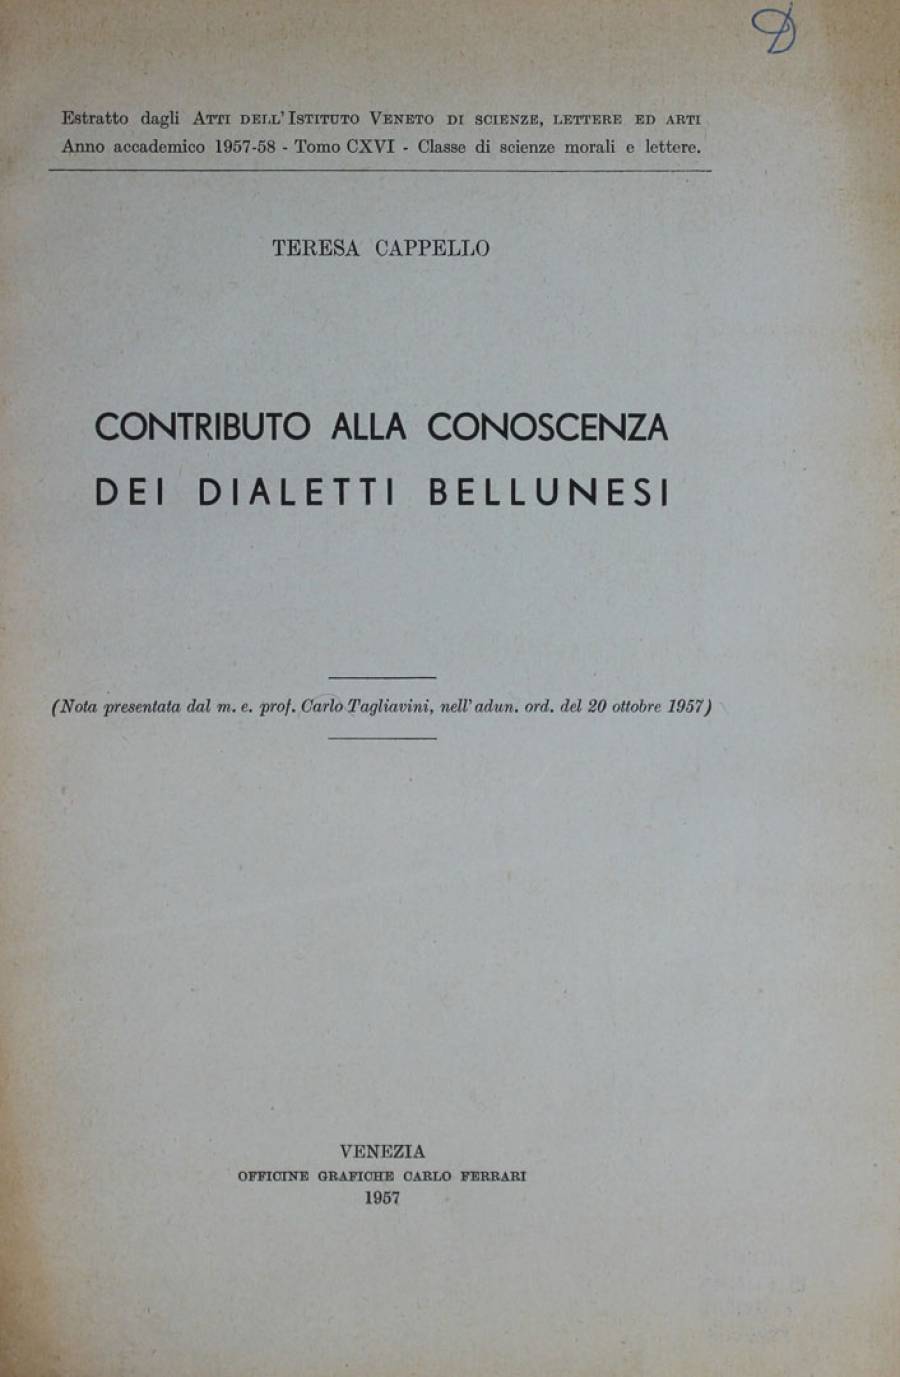 Estratto dagli ATTI DELL' ISTITUTO VENETO DI SCIENZE, LETTERE ED ARTI
Anno accademico 1957-58 - Tomo CXVI - Classe di scienze morali e lettere.
TERESA CAPPELLO
CONTRIBUTO ALLA CONOSCENZA
DEI DIALETTI BELLUNESI
(Nota presentata dal m. e. prof. Carlo Tagliavini, nell' adun. ord. del 20 ottobre 1957)
VENEZIA
OFFICINE GRAFICHE CARLO FERRARI
1957